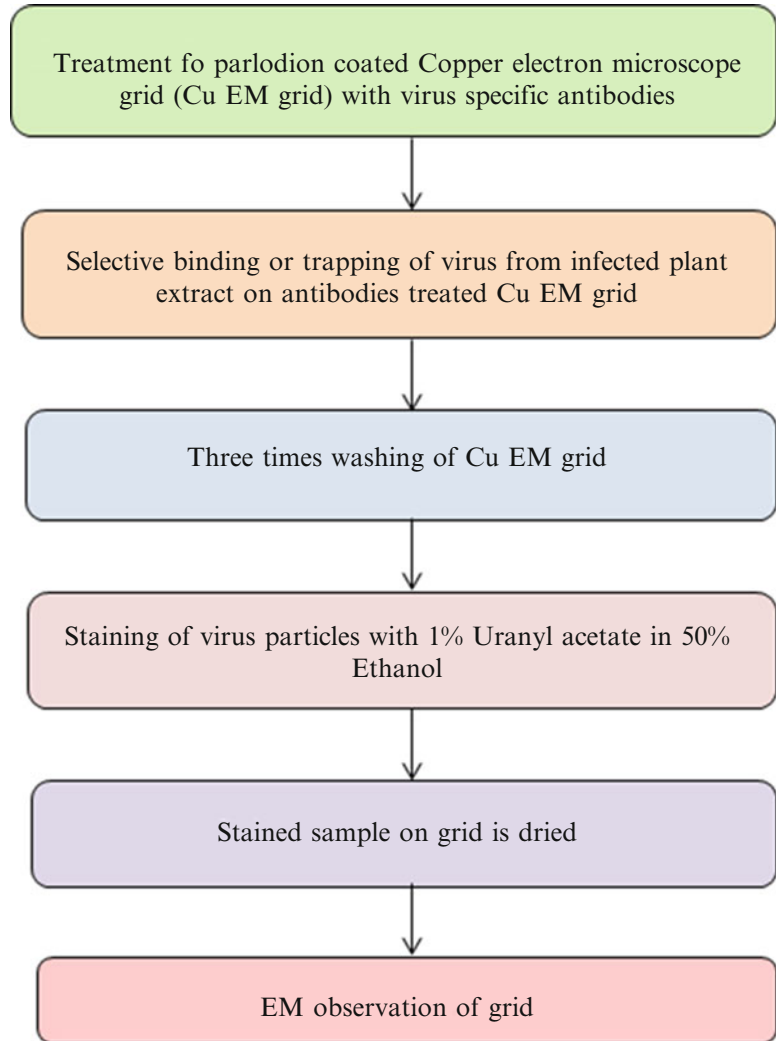 Treatment fo parlodion coated Copper electron microscope
grid (Cu EM grid) with virus specific antibodies
Selective binding or trapping of virus from infected plant
extract on antibodies treated Cu EM grid
Three times washing of Cu EM grid
Staining of virus particles with 1% Uranyl acetate in 50%
Ethanol
Stained sample on grid is dried
EM observation of grid